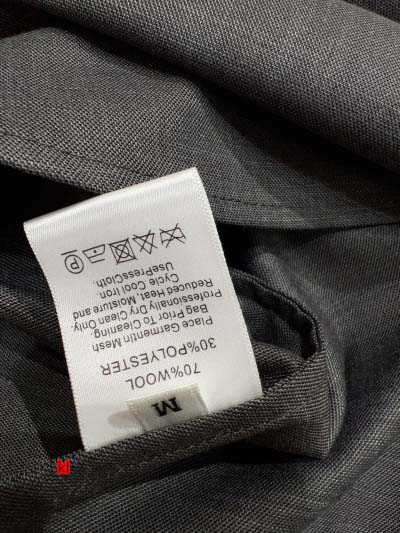 M
70%WOOL
30%POLYESTER
Place Garmentin Mesh
Bag Prior To Cleaning.
Professionally Dry Clean Only.
Reduced Heat, Moisture and
Cycle Cool Iron.
UsePressCloth.
P
kl